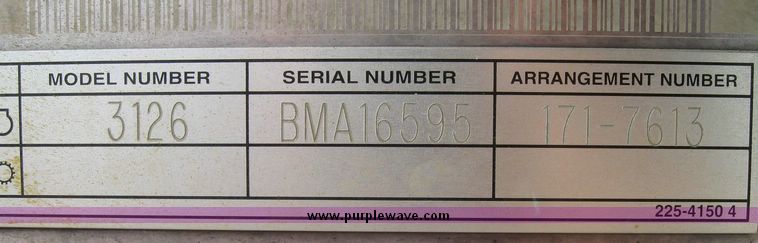 MODEL NUMBER SERIAL NUMBER ARRANGEMENT NUMBER
3126 BMA16595 171-7613
225-4150 4
www.purplewave.com